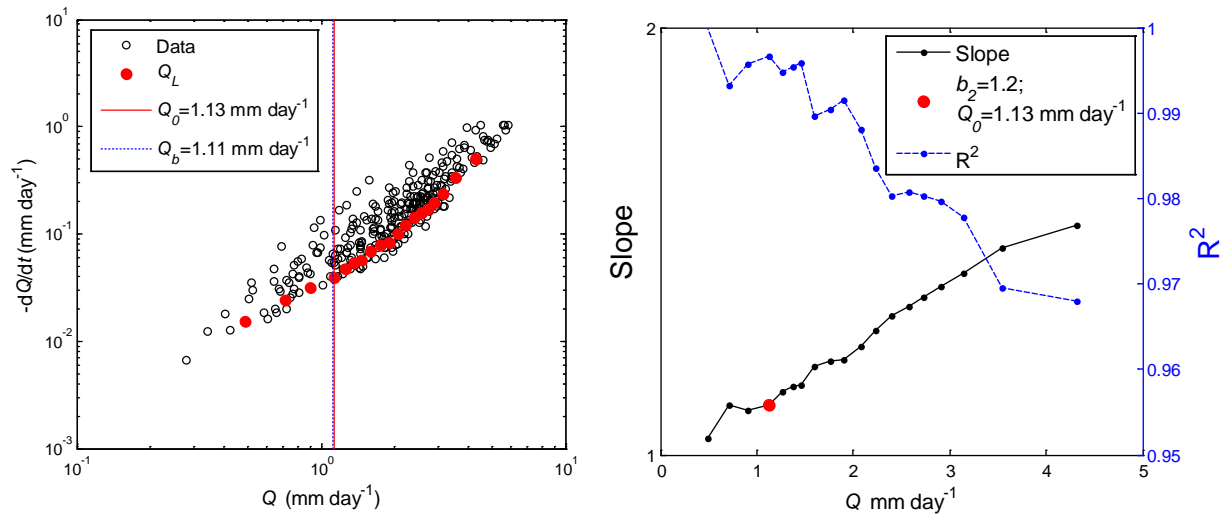 10^1
10^0
10^-1
10^-2
10^-3
10^-1
10^0
10^1
-dQ/dt (mm day^-1)
Q (mm day^-1)
Data
Q_L
Q_0=1.13 mm day^-1
Q_b=1.11 mm day^-1
2
1
Slope
0
1
2
3
4
5
Q mm day^-1
Slope
b_2=1.2;
Q_0=1.13 mm day^-1
R^2
1
0.99
0.98
0.97
0.96
0.95
R^2